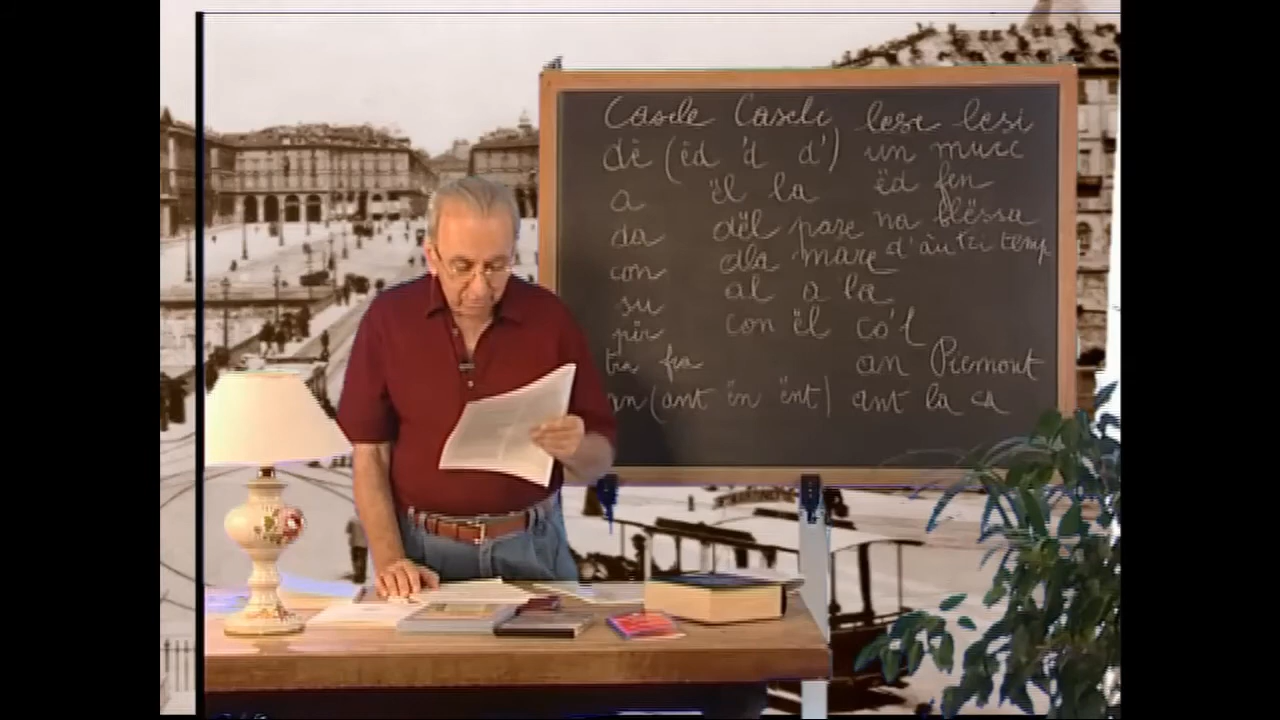 Casele Caseli lese lesi
dë (ëd 'd d') un mucc
a ël la ëd fen
da dël pare na blëssa
con dla mare d'àutri temp
su al a la
për con ël co'l
tra fra an Piemont
an (ant ën ënt) ant la ca